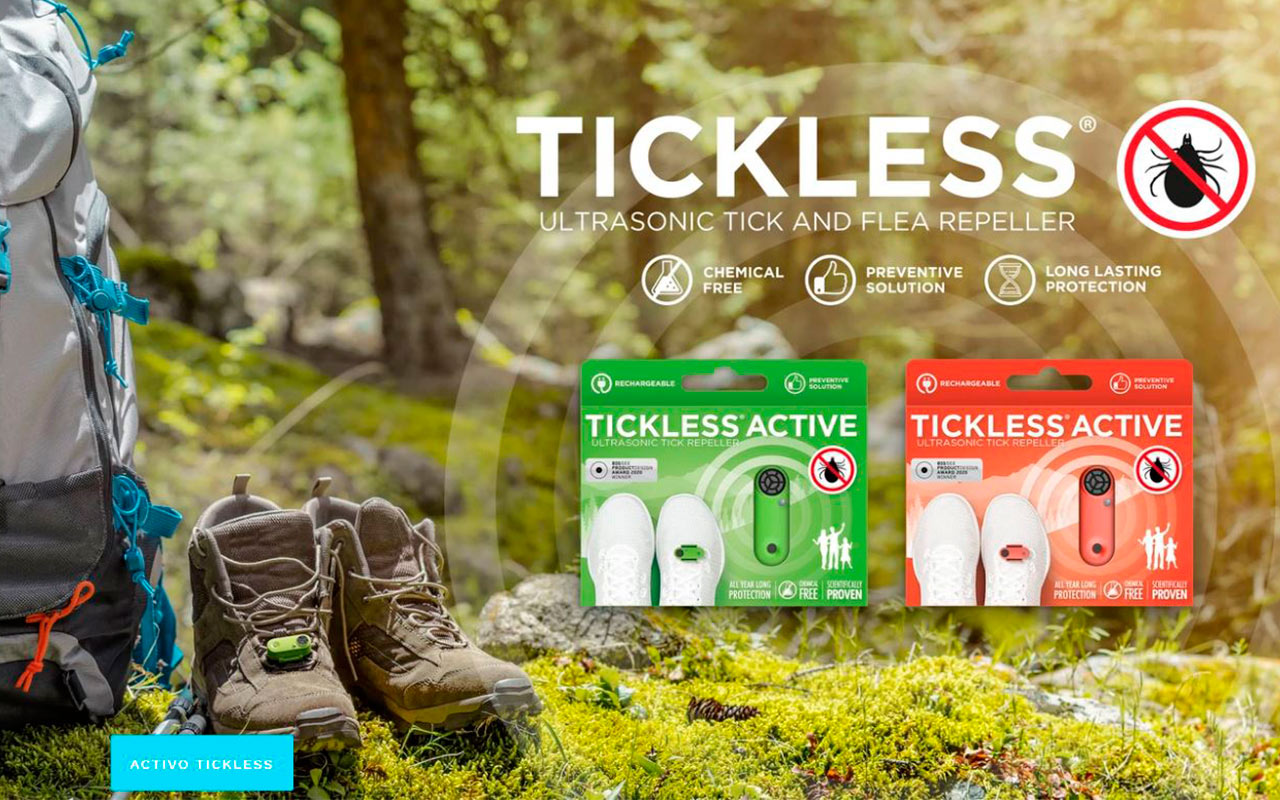 TICKLESS®
ULTRASONIC TICK AND FLEA REPELLER
CHEMICAL
FREE
PREVENTIVE
SOLUTION
LONG LASTING
PROTECTION
RECHARGEABLE
PREVENTIVE
SOLUTION
TICKLESS® ACTIVE
ULTRASONIC TICK REPELLER
PRODUCTDESIGN
AWARD 2020
WINNER
ALL YEAR LONG
PROTECTION
CHEMICAL
FREE
SCIENTIFICALLY
PROVEN
RECHARGEABLE
PREVENTIVE
SOLUTION
TICKLESS® ACTIVE
ULTRASONIC TICK REPELLER
PRODUCTDESIGN
AWARD 2020
WINNER
ALL YEAR LONG
PROTECTION
CHEMICAL
FREE
SCIENTIFICALLY
PROVEN
ACTIVO TICKLESS